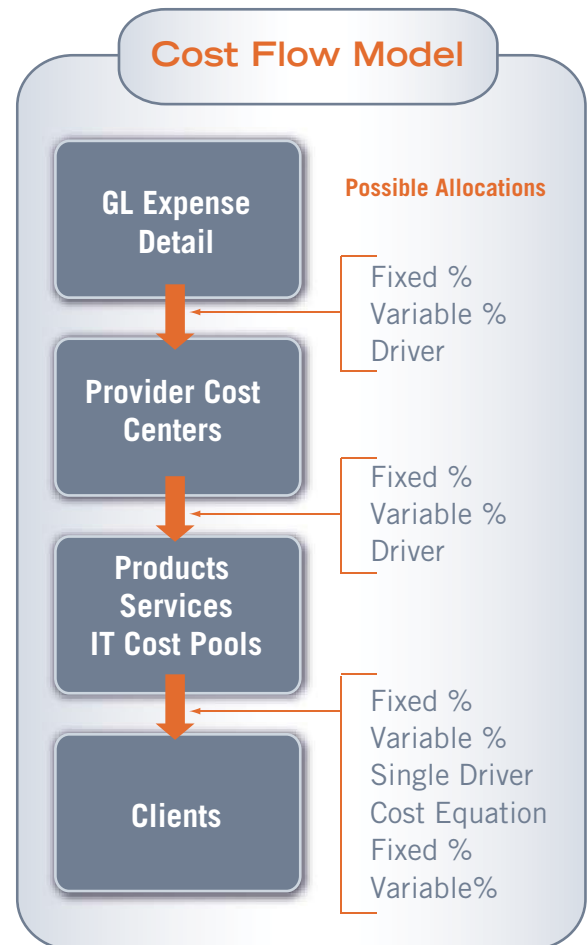 Cost Flow Model
GL Expense
Detail
Possible Allocations
Fixed %
Variable %
Driver
Provider Cost
Centers
Fixed %
Variable %
Driver
Products
Services
IT Cost Pools
Fixed %
Variable %
Single Driver
Cost Equation
Fixed %
Variable%
Clients